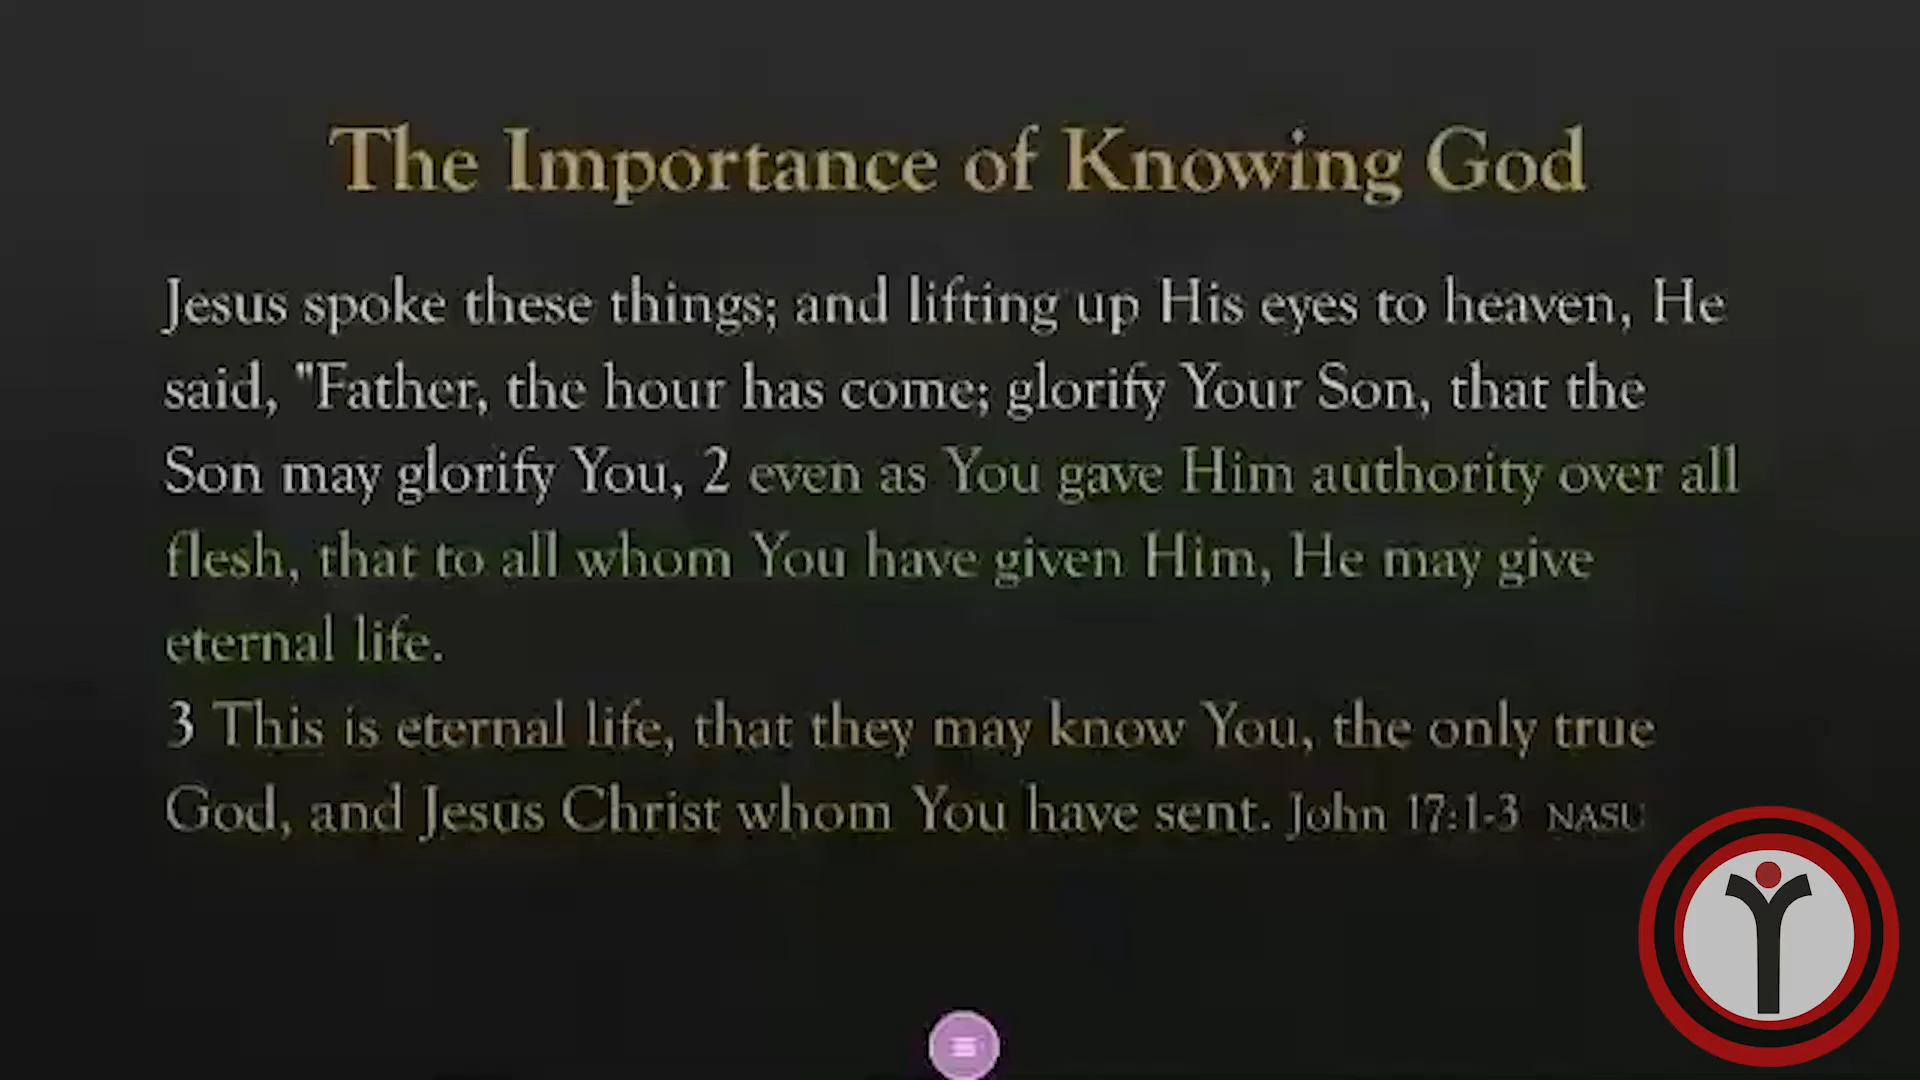 The Importance of Knowing God
Jesus spoke these things; and lifting up His eyes to heaven, He
said, "Father, the hour has come; glorify Your Son, that the
Son may glorify You, 2 even as You gave Him authority over all
flesh, that to all whom You have given Him, He may give
eternal life.
3 This is eternal life, that they may know You, the only true
God, and Jesus Christ whom You have sent. John 17:1-3 NASU